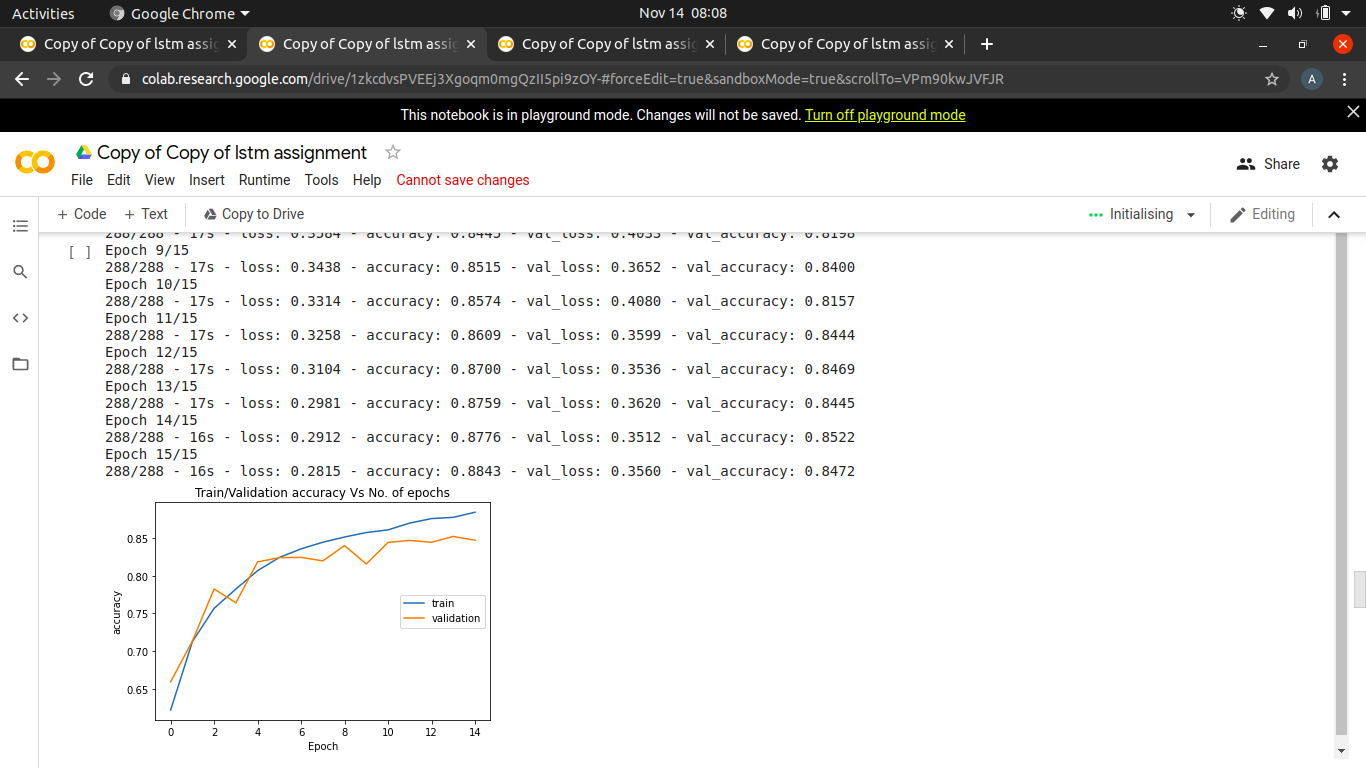 Activities Google Chrome Nov 14 08:08
Copy of Copy of lstm assig Copy of Copy of lstm assig Copy of Copy of lstm assig Copy of Copy of lstm assig
colab.research.google.com/drive/1zkcdvsPVEEj3Xgoqm0mgQzII5pi9zOY-#forceEdit=true&sandboxMode=true&scrollTo=VPm90kwJVFJR A
This notebook is in playground mode. Changes will not be saved. Turn off playground mode
Copy of Copy of lstm assignment
Share
File Edit View Insert Runtime Tools Help Cannot save changes
+ Code + Text Copy to Drive Initialising Editing
288/288 - 17s - loss: 0.3584 - accuracy: 0.8445 - val_loss: 0.4033 - val_accuracy: 0.8198
[ ] Epoch 9/15
288/288 - 17s - loss: 0.3438 - accuracy: 0.8515 - val_loss: 0.3652 - val_accuracy: 0.8400
Epoch 10/15
288/288 - 17s - loss: 0.3314 - accuracy: 0.8574 - val_loss: 0.4080 - val_accuracy: 0.8157
Epoch 11/15
288/288 - 17s - loss: 0.3258 - accuracy: 0.8609 - val_loss: 0.3599 - val_accuracy: 0.8444
Epoch 12/15
288/288 - 17s - loss: 0.3104 - accuracy: 0.8700 - val_loss: 0.3536 - val_accuracy: 0.8469
Epoch 13/15
288/288 - 17s - loss: 0.2981 - accuracy: 0.8759 - val_loss: 0.3620 - val_accuracy: 0.8445
Epoch 14/15
288/288 - 16s - loss: 0.2912 - accuracy: 0.8776 - val_loss: 0.3512 - val_accuracy: 0.8522
Epoch 15/15
288/288 - 16s - loss: 0.2815 - accuracy: 0.8843 - val_loss: 0.3560 - val_accuracy: 0.8472
Train/Validation accuracy Vs No. of epochs
0.85
0.80
0.75
0.70
0.65
accuracy
train
validation
0 2 4 6 8 10 12 14
Epoch